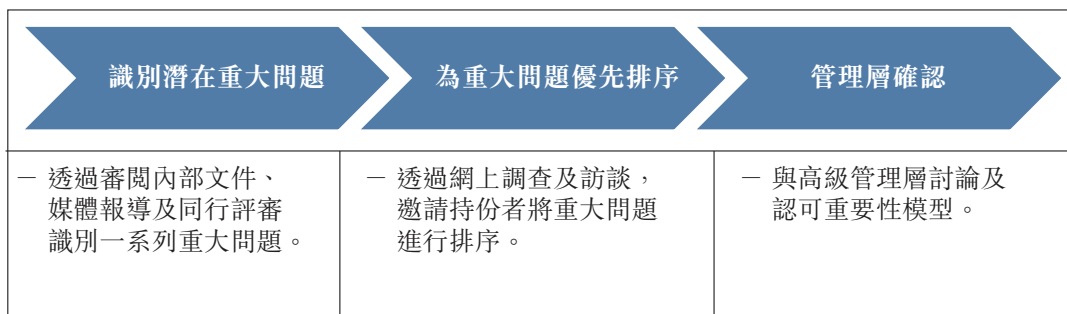 識別潛在重大問題
為重大問題優先排序
管理層確認
－ 透過審閱內部文件、
媒體報導及同行評審
識別一系列重大問題。
－ 透過網上調查及訪談，
邀請持份者將重大問題
進行排序。
－ 與高級管理層討論及
認可重要性模型。